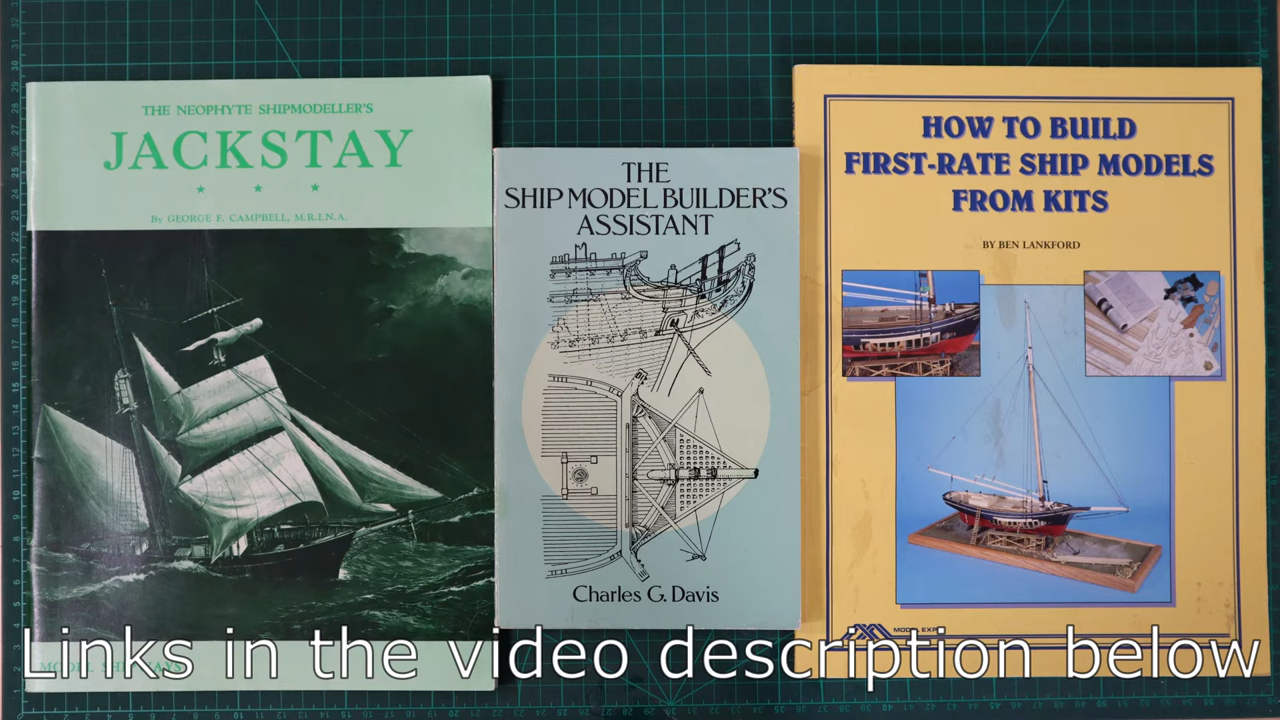 THE NEOPHYTE SHIPMODELLER'S
JACKSTAY
By GEORGE F. CAMPBELL, M.R.I.N.A.
THE
SHIP MODEL BUILDER'S
ASSISTANT
Charles G. Davis
HOW TO BUILD
FIRST-RATE SHIP MODELS
FROM KITS
BY BEN LANKFORD
MODEL
Links in the video description below